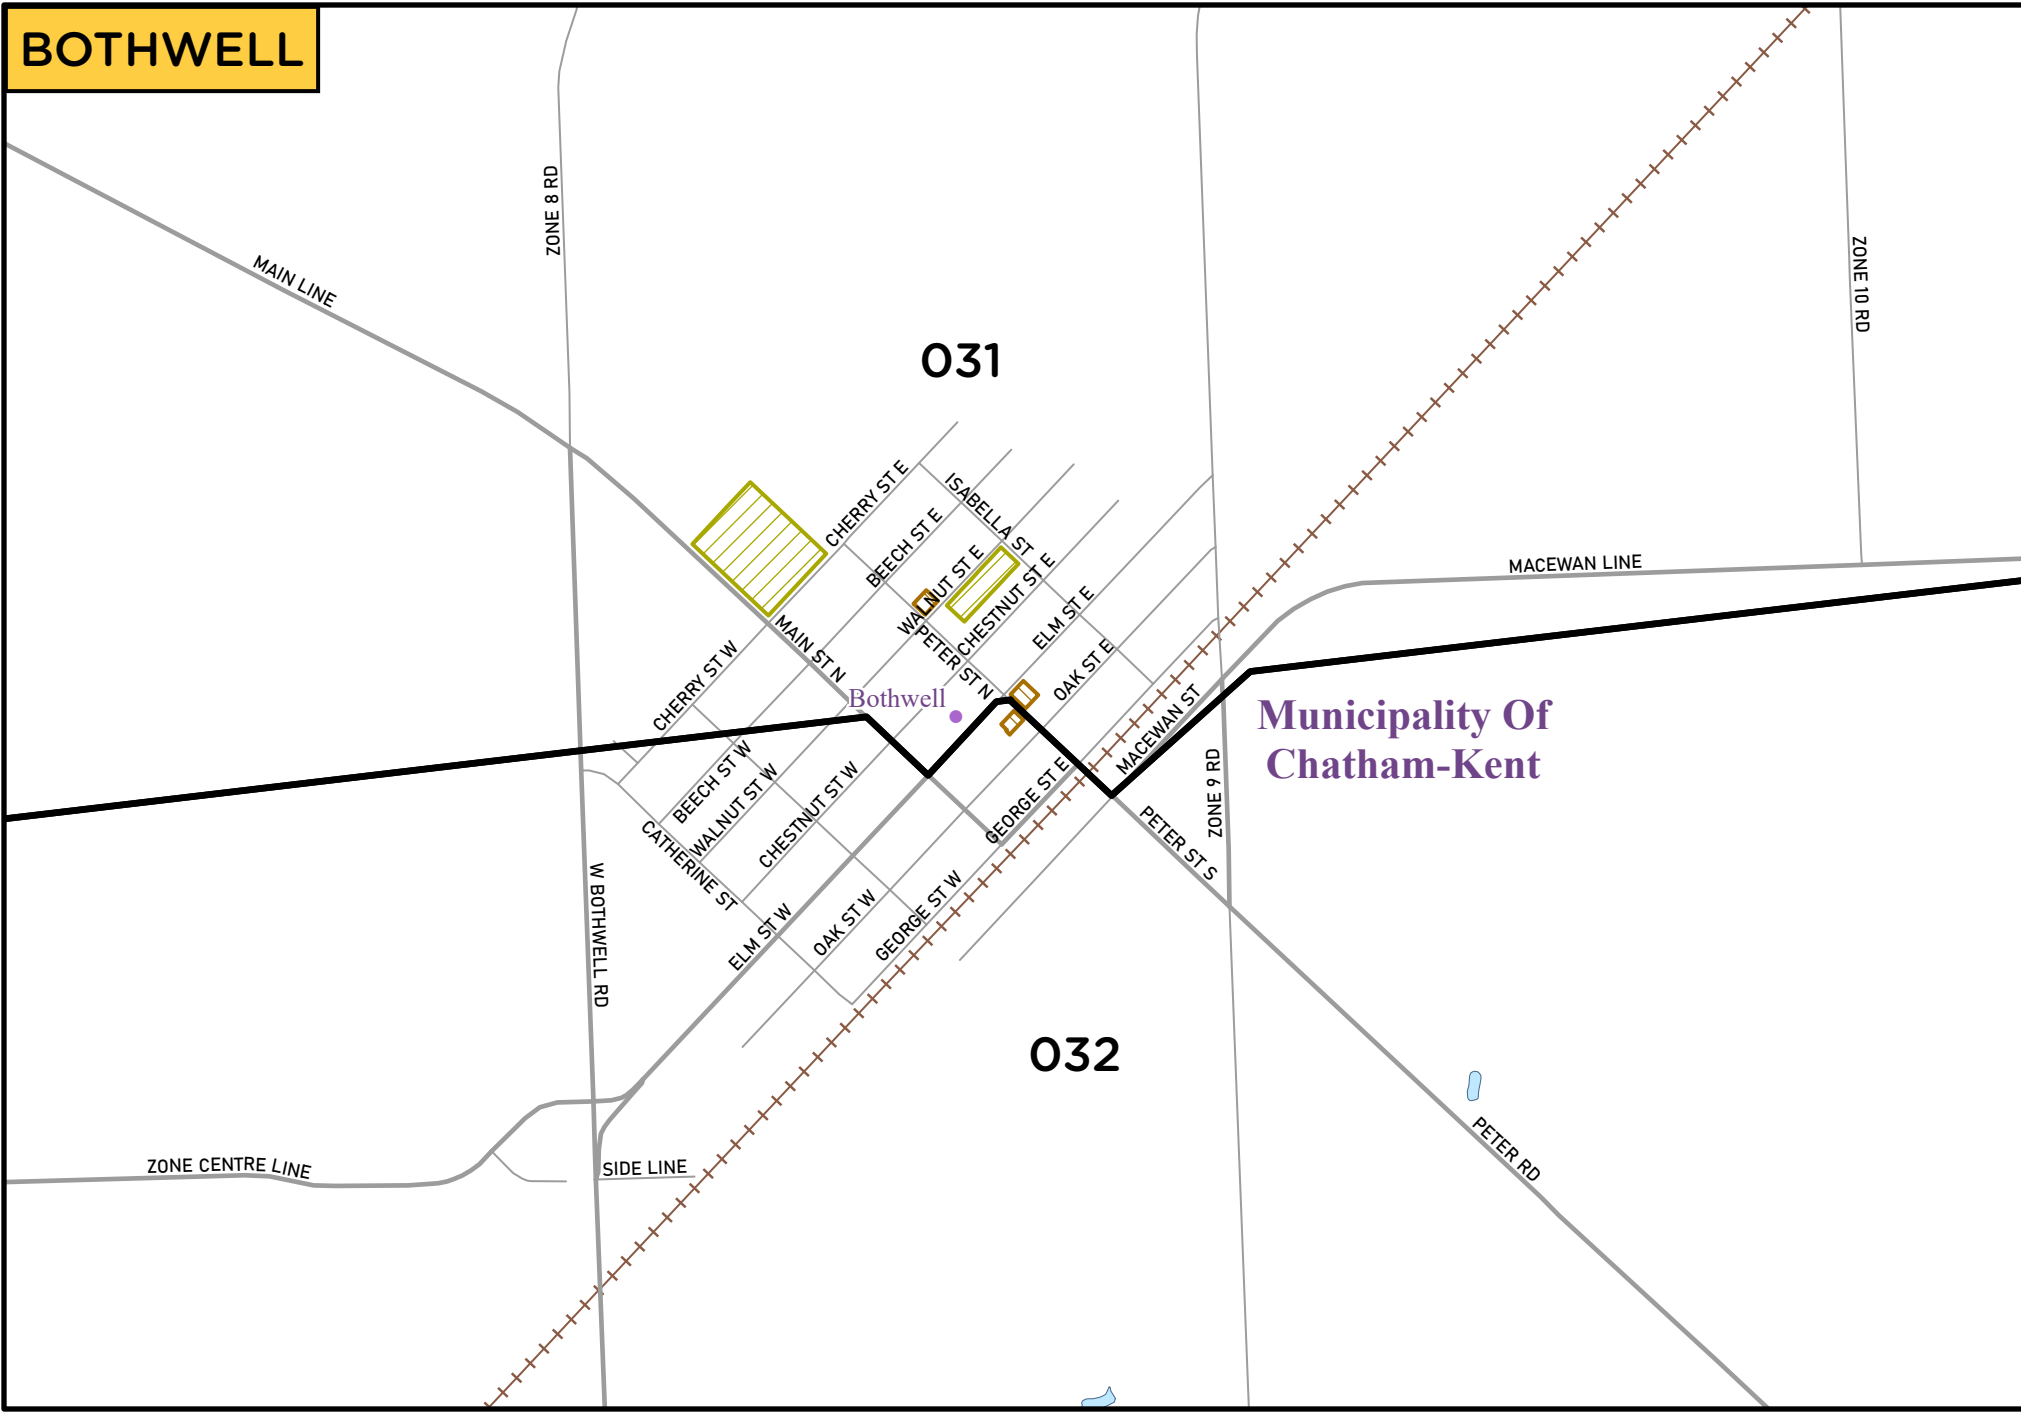 BOTHWELL
ZONE 8 RD
MAIN LINE
ZONE 10 RD
031
CHERRY ST E
ISABELLA ST
BEECH ST E
WALNUT ST E
CHESTNUT ST E
ELM ST E
MACEWAN LINE
MAIN ST N
PETER ST N
OAK ST E
CHERRY ST W
Bothwell
MACEWAN ST
Municipality Of
Chatham-Kent
BEECH ST W
WALNUT ST W
CHESTNUT ST W
GEORGE ST E
ZONE 9 RD
PETER ST S
CATHERINE ST
W BOTHWELL RD
ELM ST W
OAK ST W
GEORGE ST W
032
PETER RD
ZONE CENTRE LINE
SIDE LINE